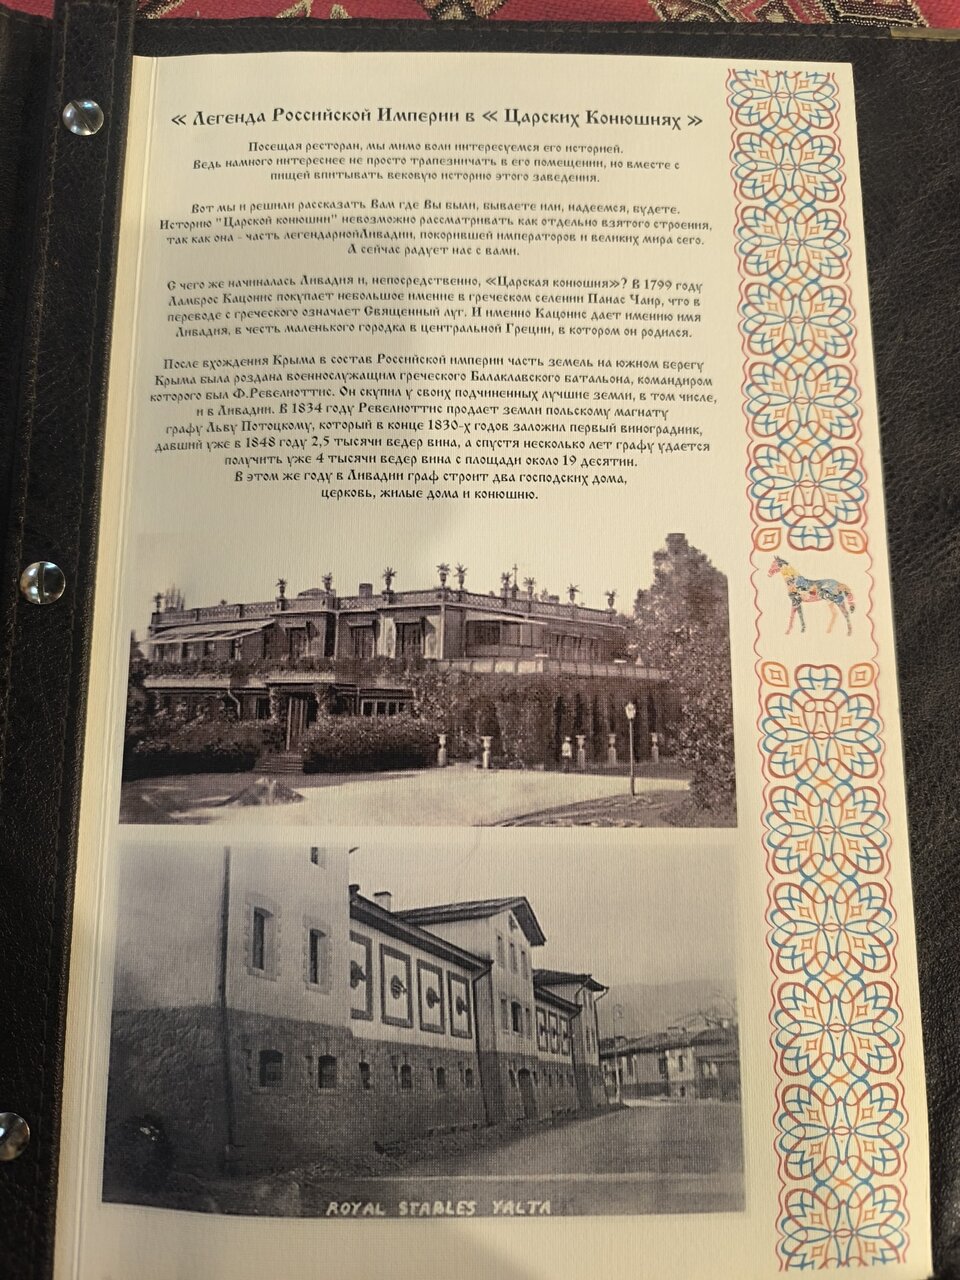 « Легенда Российской Империи в « Царских Конюшнях »
Посещая ресторан, мы мимо воли интересуемся его историей.
Ведь намного интереснее не просто трапезничать в его помещении, но вместе с
пищей впитывать вековую историю этого заведения.
Вот мы и решили рассказать Вам где Вы были, бываете или, надеемся, будете.
Историю "Царской конюшни" невозможно рассматривать как отдельно взятого строения,
так как она - часть легендарнойЛивадии, покорившей императоров и великих мира сего.
А сейчас радует нас с вами.
С чего же начиналась Ливадия и, непосредственно, «Царская конюшня»? В 1799 году
Ламброс Кацонис покупает небольшое имение в греческом селении Панас Чаир, что в
переводе с греческого означает Священный луг. И именно Кацонис дает имению имя
Ливадия, в честь маленького городка в центральной Греции, в котором он родился.
После вхождения Крыма в состав Российской империи часть земель на южном берегу
Крыма была роздана военнослужащим греческого Балаклавского батальона, командиром
которого был Ф.Ревелиоттис. Он скупил у своих подчиненных лучшие земли, в том числе,
и в Ливадии. В 1834 году Ревелиоттис продает земли польскому магнату
графу Льву Потоцкому, который в конце 1830-х годов заложил первый виноградник,
давший уже в 1848 году 2,5 тысячи ведер вина, а спустя несколько лет графу удается
получить уже 4 тысячи ведер вина с площади около 19 десятин.
В этом же году в Ливадии граф строит два господских дома,
церковь, жилые дома и конюшню.
ROYAL STABLES YALTA